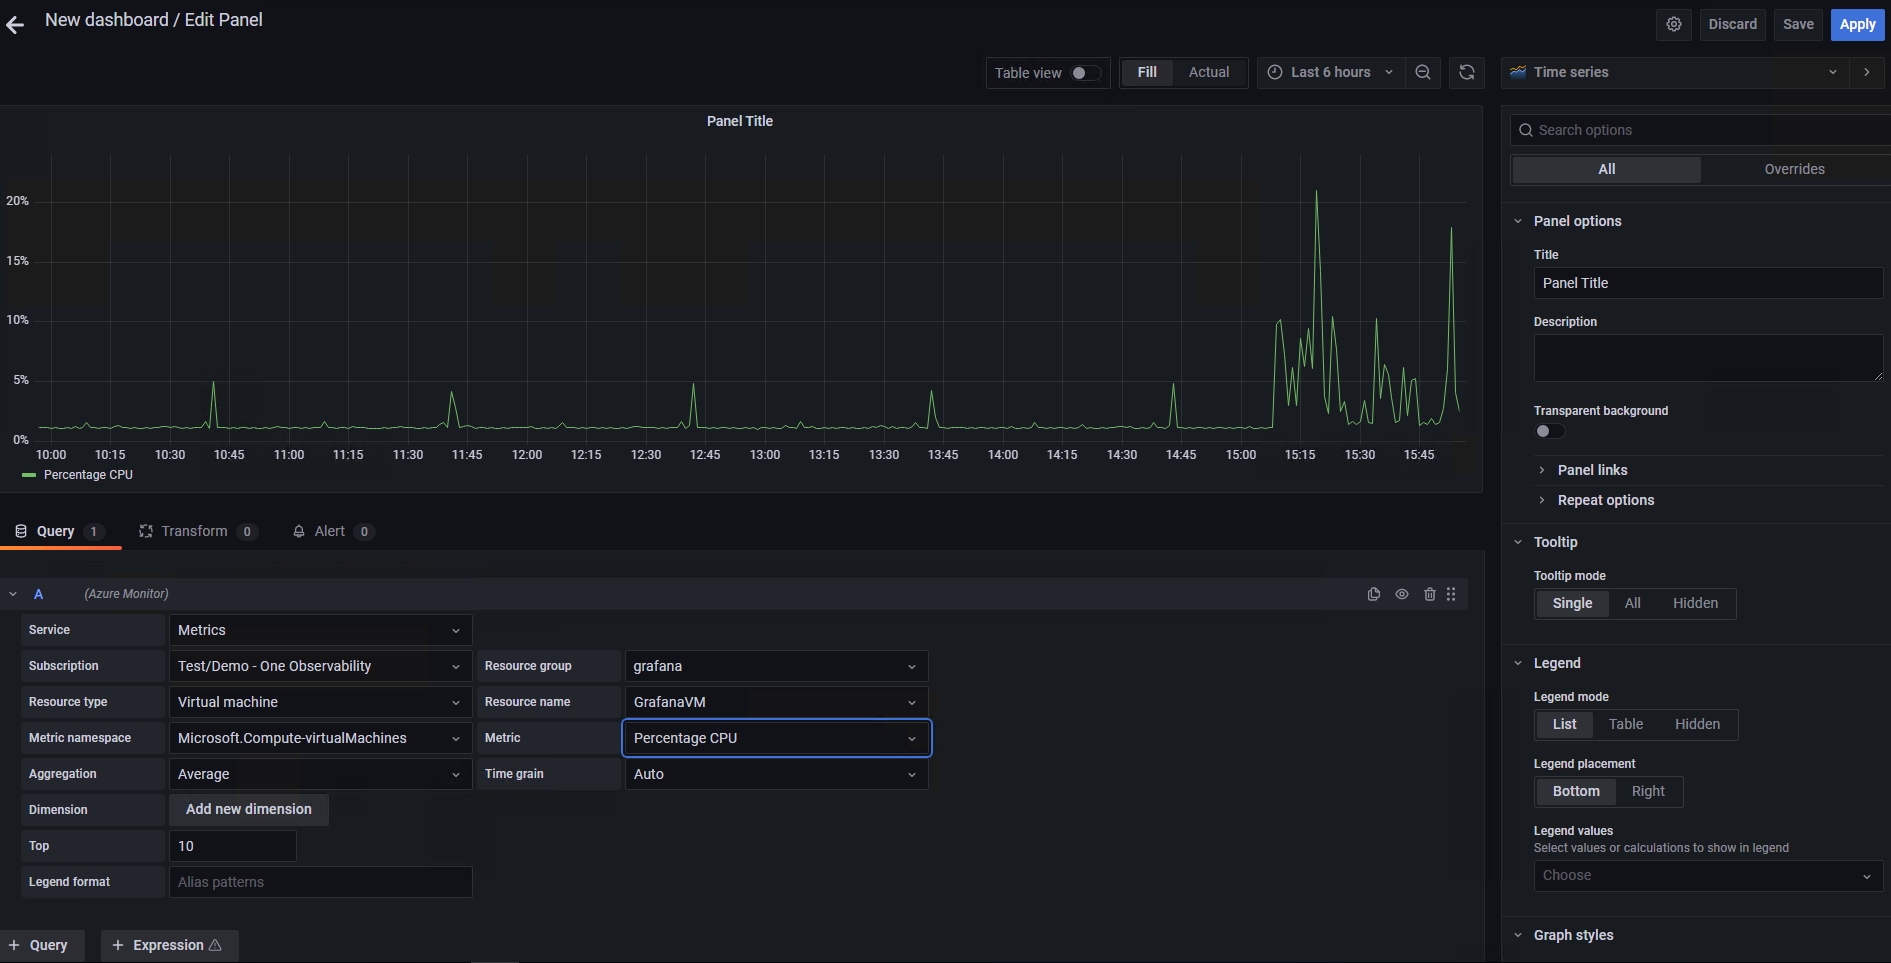 New dashboard / Edit Panel
Discard
Save
Apply
Table view
Fill
Actual
Last 6 hours
Time series
Panel Title
20%
15%
10%
5%
0%
10:00 10:15 10:30 10:45 11:00 11:15 11:30 11:45 12:00 12:15 12:30 12:45 13:00 13:15 13:30 13:45 14:00 14:15 14:30 14:45 15:00 15:15 15:30 15:45
Percentage CPU
Query 1
Transform 0
Alert 0
A (Azure Monitor)
Service Metrics
Subscription Test/Demo - One Observability Resource group grafana
Resource type Virtual machine Resource name GrafanaVM
Metric namespace Microsoft.Compute-virtualMachines Metric Percentage CPU
Aggregation Average Time grain Auto
Dimension Add new dimension
Top 10
Legend format Alias patterns
+ Query
+ Expression
Search options
All
Overrides
Panel options
Title
Panel Title
Description
Transparent background
Panel links
Repeat options
Tooltip
Tooltip mode
Single All Hidden
Legend
Legend mode
List Table Hidden
Legend placement
Bottom Right
Legend values
Select values or calculations to show in legend
Choose
Graph styles